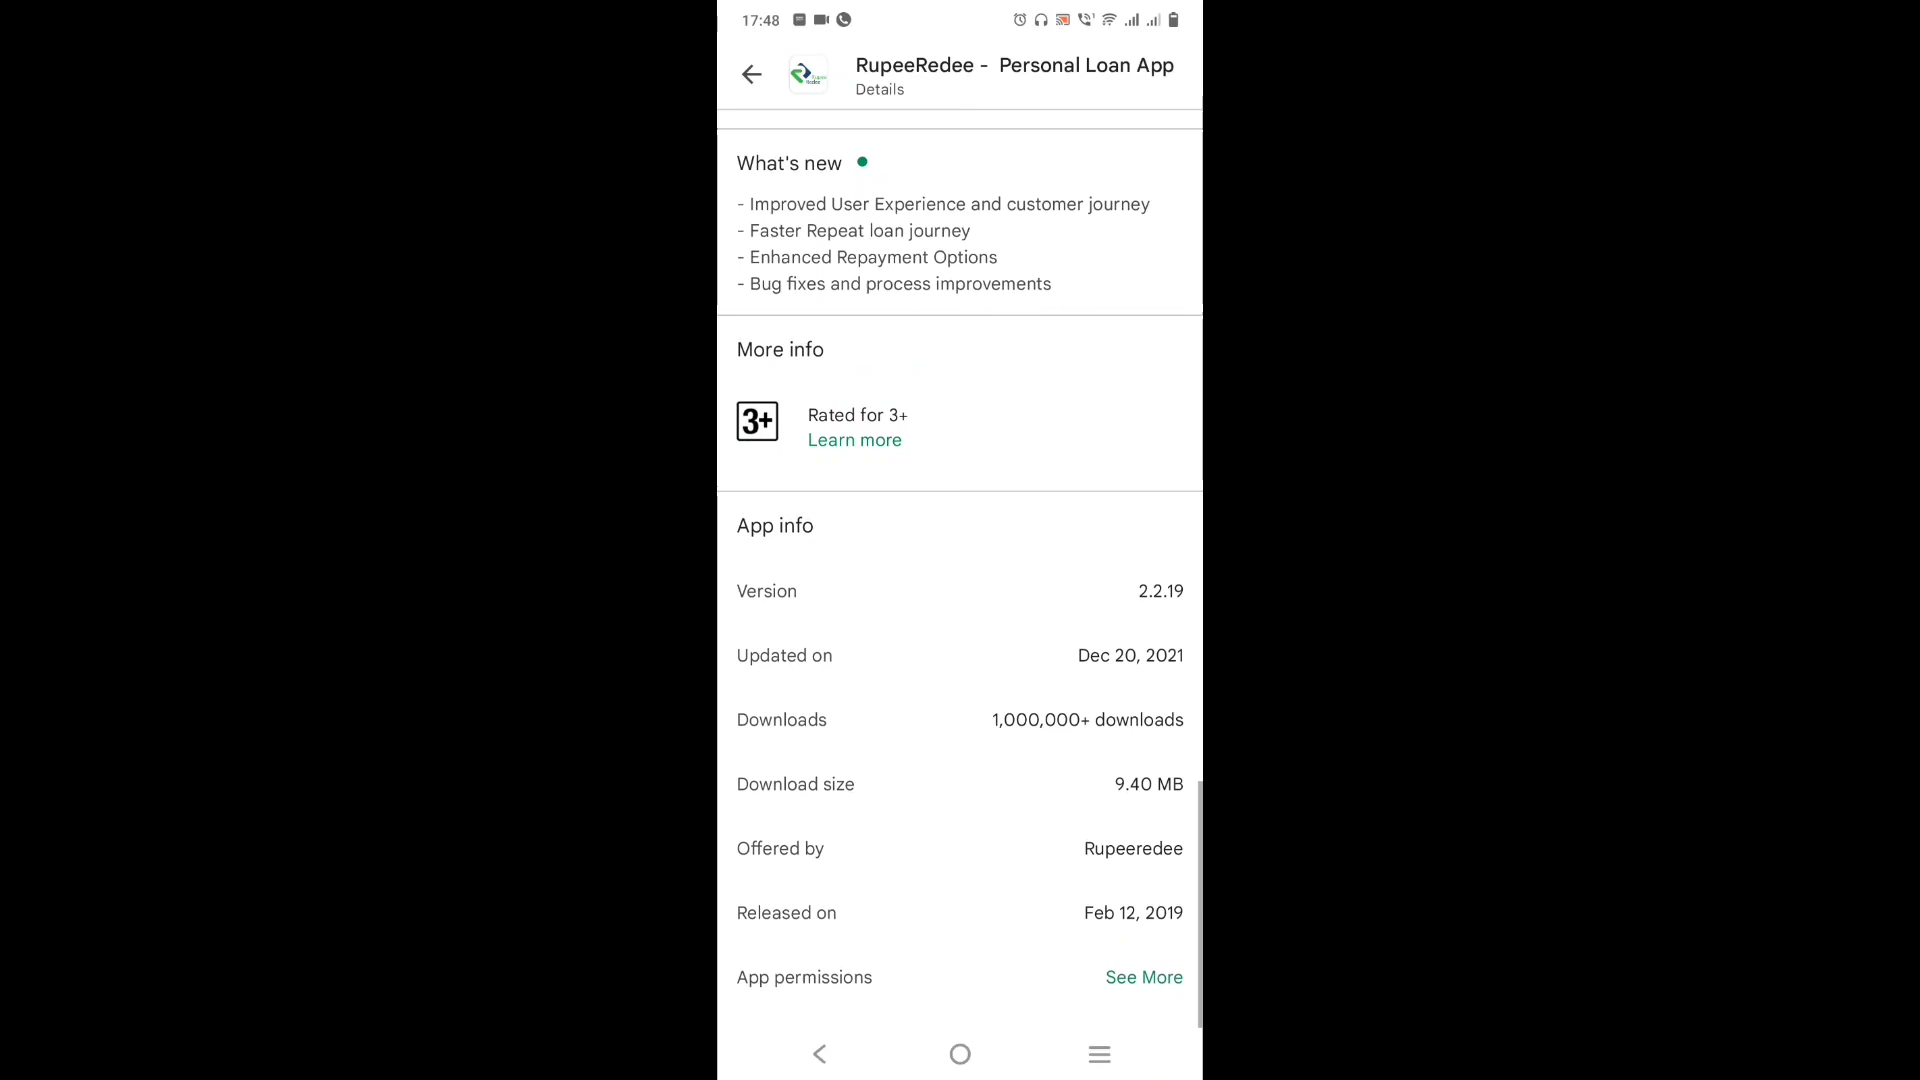 17:48
RupeeRedee - Personal Loan App
Details
What's new
- Improved User Experience and customer journey
- Faster Repeat loan journey
- Enhanced Repayment Options
- Bug fixes and process improvements
More info
3+
Rated for 3+
Learn more
App info
Version 2.2.19
Updated on Dec 20, 2021
Downloads 1,000,000+ downloads
Download size 9.40 MB
Offered by Rupeeredee
Released on Feb 12, 2019
App permissions See More